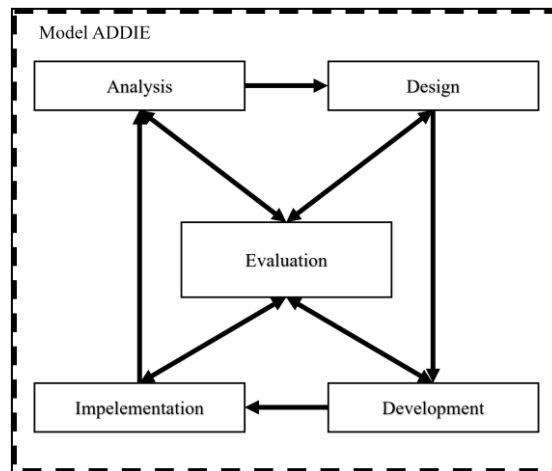 Model ADDIE
Analysis
Design
Evaluation
Impelementation
Development